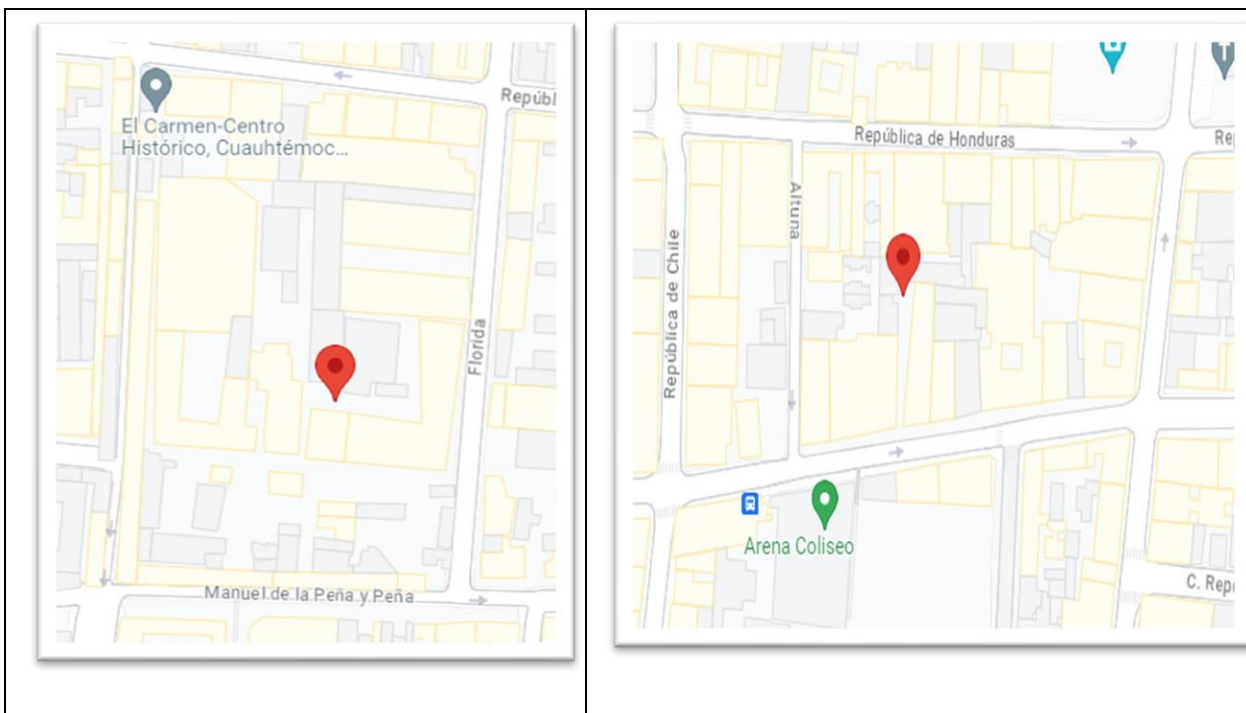 Repúbl
El Carmen-Centro
Histórico, Cuauhtémoc...
Florida
Manuel de la Peña y Peña
República de Honduras
Re
Altuna
República de Chile
Arena Coliseo
C. Repú